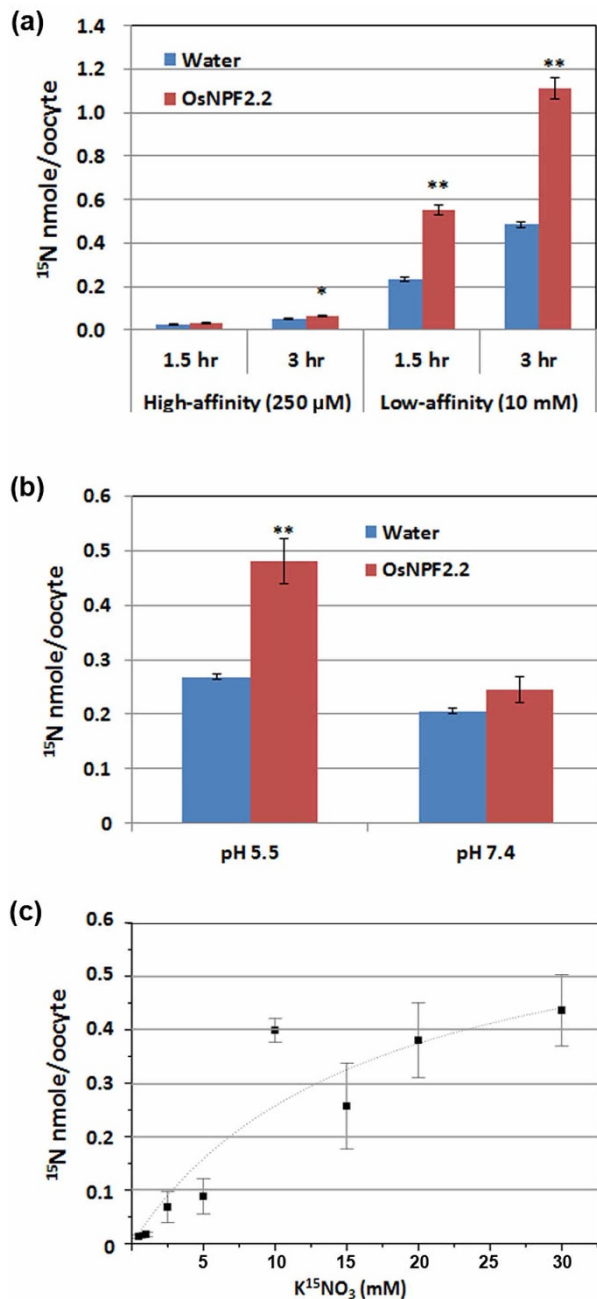 (a)
1.4
1.2
1.0
0.8
0.6
0.4
0.2
0.0
¹⁵N nmole/oocyte
Water
OsNPF2.2
*
**
**
1.5 hr 3 hr 1.5 hr 3 hr
High-affinity (250 µM) Low-affinity (10 mM)
(b)
0.6
0.5
0.4
0.3
0.2
0.1
0
¹⁵N nmole/oocyte
**
Water
OsNPF2.2
pH 5.5 pH 7.4
(c)
0.6
0.5
0.4
0.3
0.2
0.1
0
¹⁵N nmole/oocyte
5 10 15 20 25 30
K¹⁵NO₃ (mM)